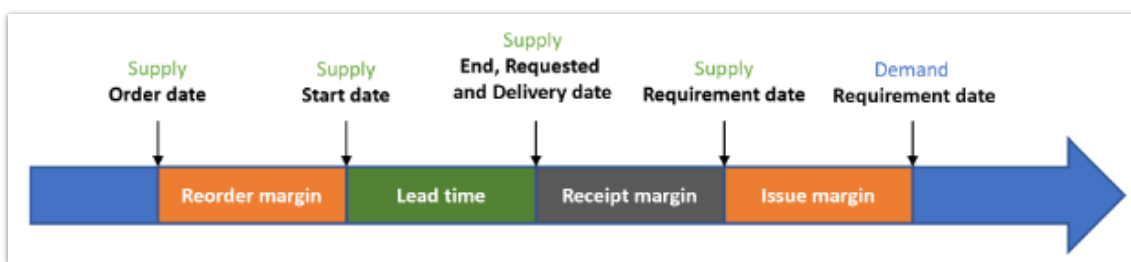 Supply
Order date
Supply
Start date
Supply
End, Requested
and Delivery date
Supply
Requirement date
Demand
Requirement date
Reorder margin
Lead time
Receipt margin
Issue margin